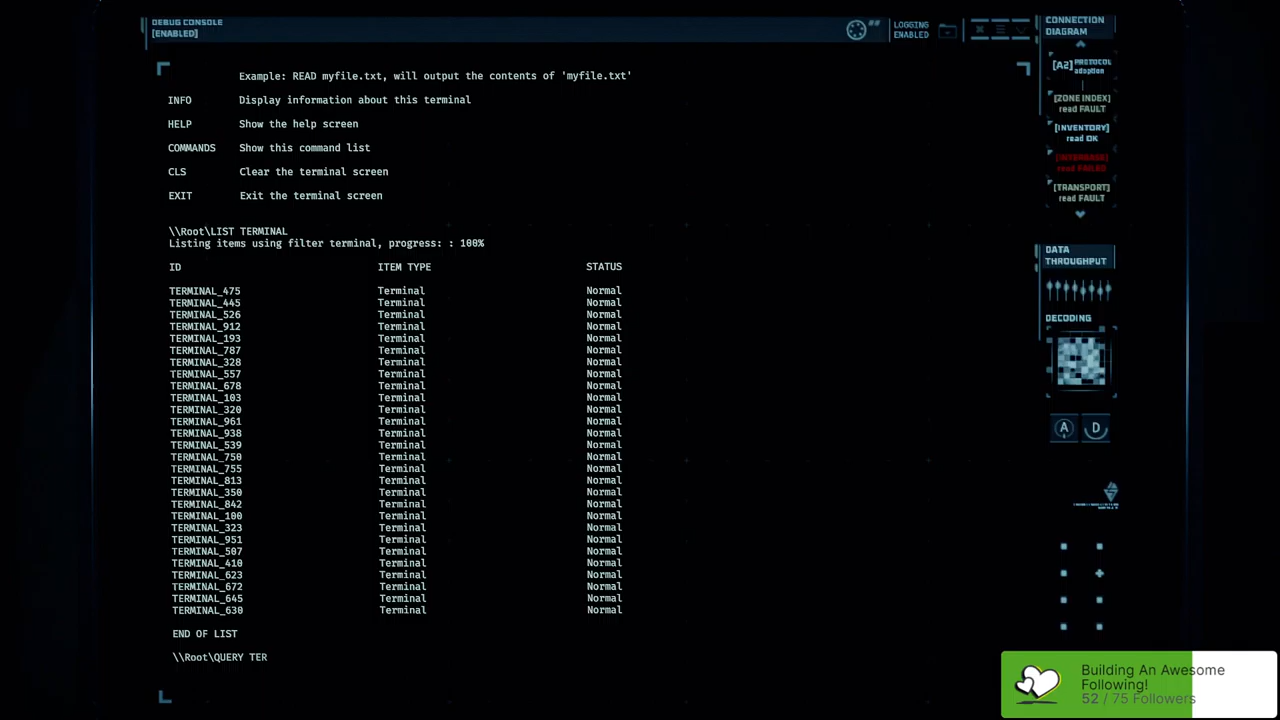 DEBUG CONSOLE
[ENABLED]
LOGGING
ENABLED
Example: READ myfile.txt, will output the contents of 'myfile.txt'
INFO Display information about this terminal
HELP Show the help screen
COMMANDS Show this command list
CLS Clear the terminal screen
EXIT Exit the terminal screen
\\Root\LIST TERMINAL
Listing items using filter terminal, progress: : 100%
ID ITEM TYPE STATUS
TERMINAL_475 Terminal Normal
TERMINAL_445 Terminal Normal
TERMINAL_526 Terminal Normal
TERMINAL_912 Terminal Normal
TERMINAL_193 Terminal Normal
TERMINAL_787 Terminal Normal
TERMINAL_328 Terminal Normal
TERMINAL_557 Terminal Normal
TERMINAL_678 Terminal Normal
TERMINAL_103 Terminal Normal
TERMINAL_320 Terminal Normal
TERMINAL_961 Terminal Normal
TERMINAL_938 Terminal Normal
TERMINAL_539 Terminal Normal
TERMINAL_750 Terminal Normal
TERMINAL_755 Terminal Normal
TERMINAL_813 Terminal Normal
TERMINAL_350 Terminal Normal
TERMINAL_842 Terminal Normal
TERMINAL_100 Terminal Normal
TERMINAL_323 Terminal Normal
TERMINAL_951 Terminal Normal
TERMINAL_507 Terminal Normal
TERMINAL_410 Terminal Normal
TERMINAL_623 Terminal Normal
TERMINAL_672 Terminal Normal
TERMINAL_645 Terminal Normal
TERMINAL_630 Terminal Normal
END OF LIST
\\Root\QUERY TER
CONNECTION
DIAGRAM
[A2] PROTOCOL
adaption
[ZONE INDEX]
read FAULT
[INVENTORY]
read OK
read FAILED
[TRANSPORT]
read FAULT
DATA
THROUGHPUT
DECODING
A D
Building An Awesome
Following!
52 / 75 Followers